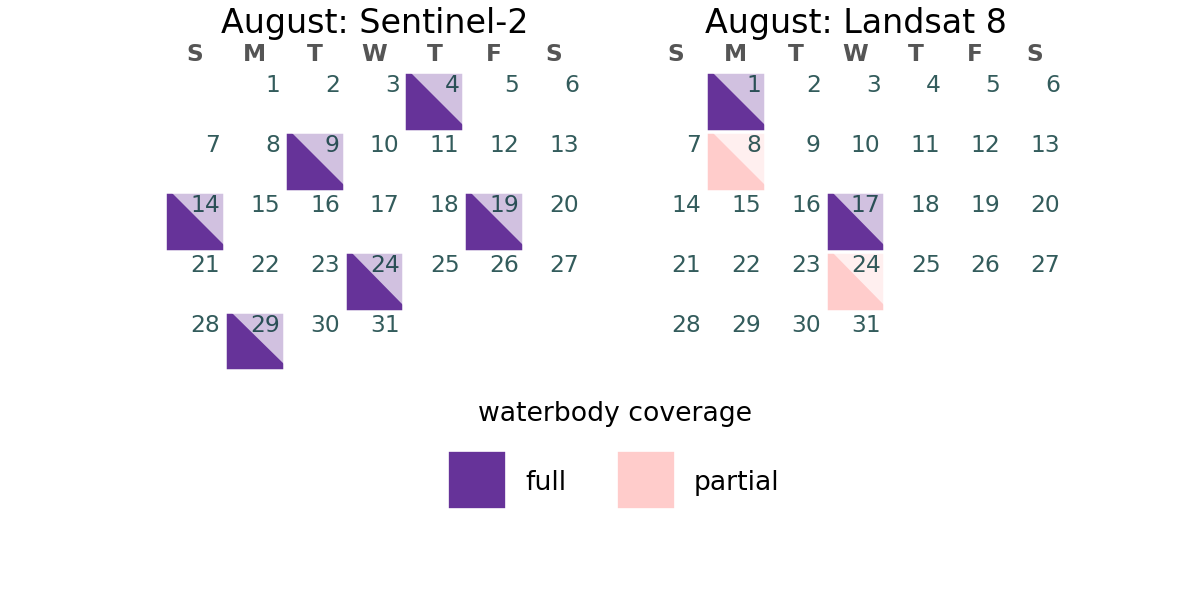 August: Sentinel-2
S M T W T F S
1 2 3 4 5 6
7 8 9 10 11 12 13
14 15 16 17 18 19 20
21 22 23 24 25 26 27
28 29 30 31
August: Landsat 8
S M T W T F S
1 2 3 4 5 6
7 8 9 10 11 12 13
14 15 16 17 18 19 20
21 22 23 24 25 26 27
28 29 30 31
waterbody coverage
full partial